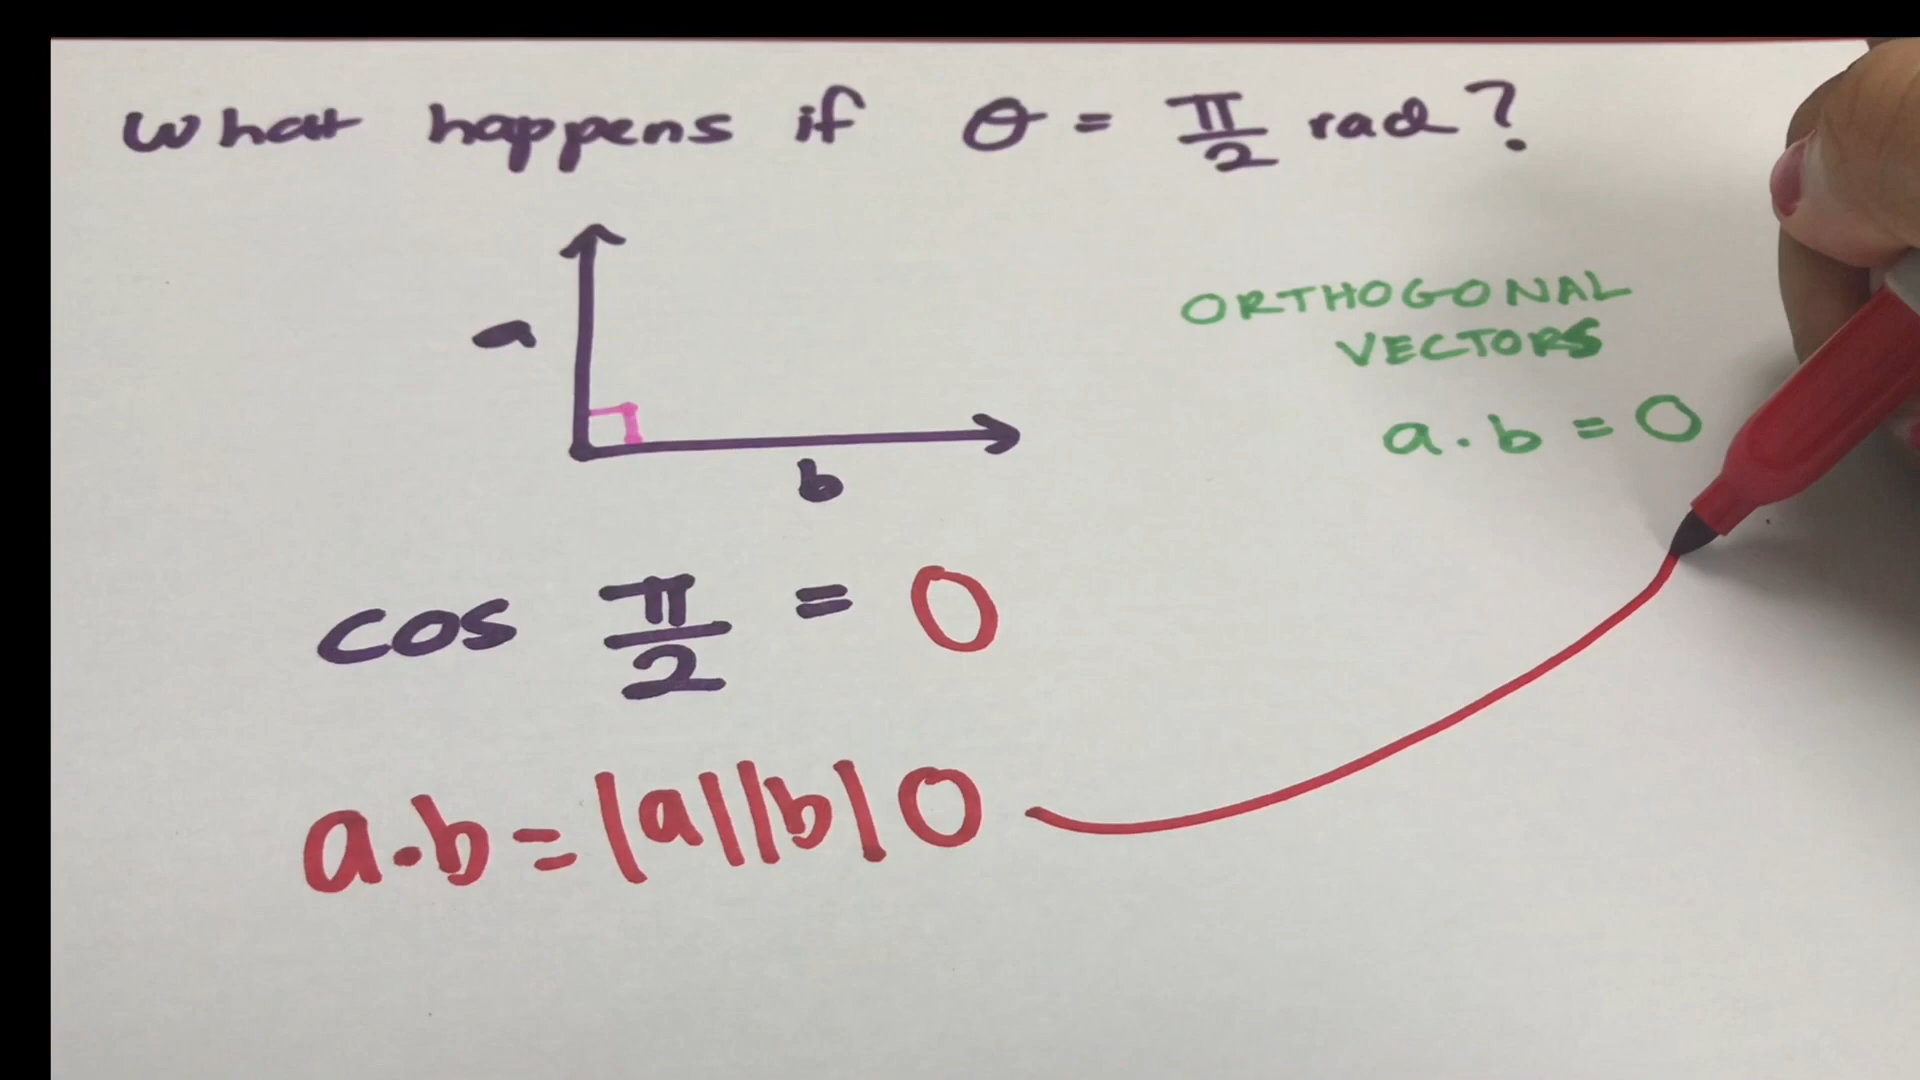 what happens if θ = π/2 rad?
ORTHOGONAL
VECTORS
a
a · b = 0
b
cos π/2 = 0
a · b = |a||b| 0